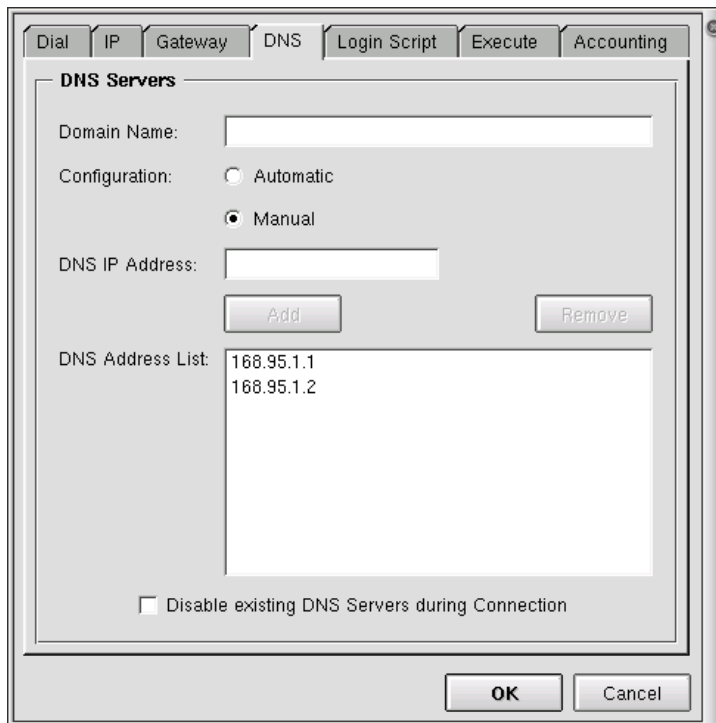 Dial IP Gateway DNS Login Script Execute Accounting
DNS Servers
Domain Name:
Configuration: Automatic
Manual
DNS IP Address:
Add Remove
DNS Address List: 168.95.1.1
168.95.1.2
Disable existing DNS Servers during Connection
OK Cancel